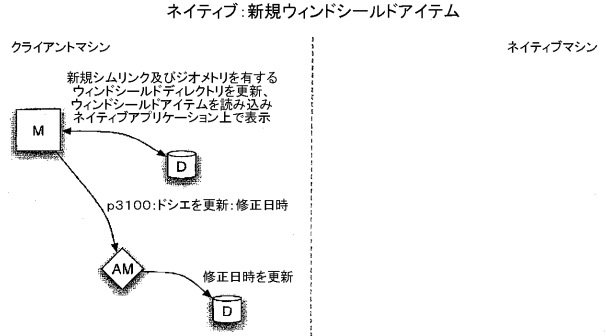 ネイティブ：新規ウィンドシールドアイテム
クライアントマシン
ネイティブマシン
新規シムリンク及びジオメトリを有する
ウィンドシールドディレクトリを更新、
ウィンドシールドアイテムを読み込み
ネイティブアプリケーション上で表示
M
D
p3100：ドシエを更新：修正日時
AM
修正日時を更新
D